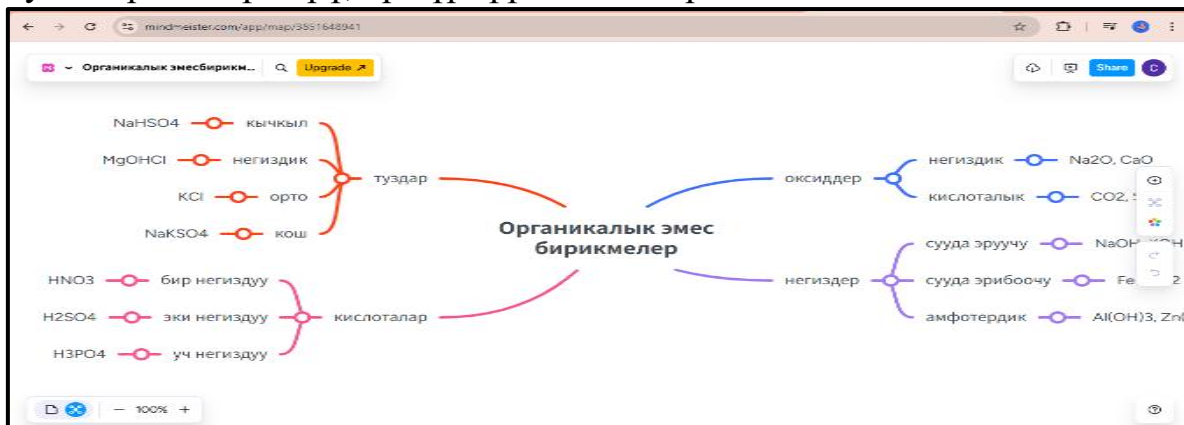 mindmeister.com/app/map/3551648941
Органикалык эмесбирикм...
Upgrade
Share
C
NaHSO4 кычкыл
MgOHCl негиздик
KCl орто
NaKSO4 кош
туздар
HNO3 бир негиздуу
H2SO4 эки негиздуу
H3PO4 уч негиздуу
кислоталар
Органикалык эмес
бирикмелер
оксиддер
негиздик Na2O, CaO
кислоталык CO2,
негиздер
сууда эруучу NaOH,
сууда эрибоочу Fe
амфотердик Al(OH)3,
100%